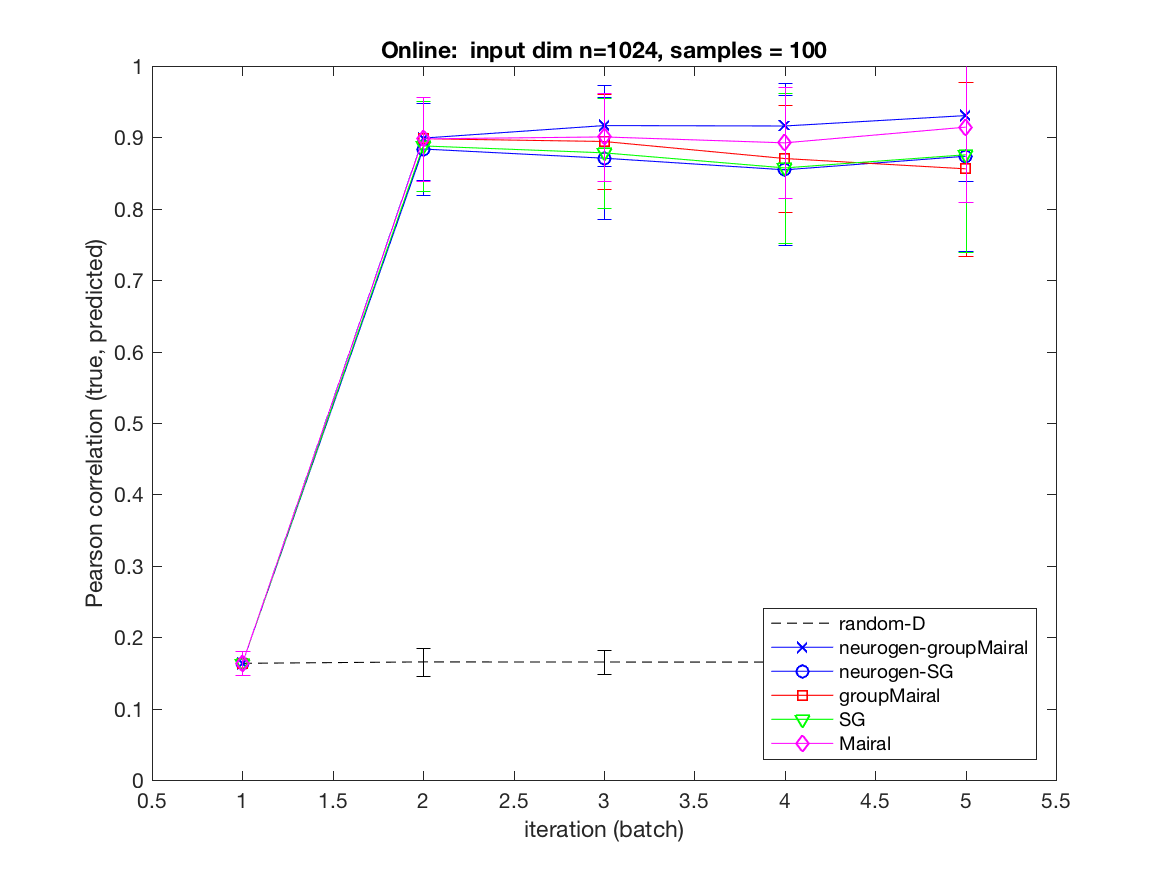 Online:  input dim n=1024, samples = 100
Pearson correlation (true, predicted)
1
0.9
0.8
0.7
0.6
0.5
0.4
0.3
0.2
0.1
0
random-D
neurogen-groupMairal
neurogen-SG
groupMairal
SG
Mairal
0.5
1
1.5
2
2.5
3
3.5
4
4.5
5
5.5
iteration (batch)